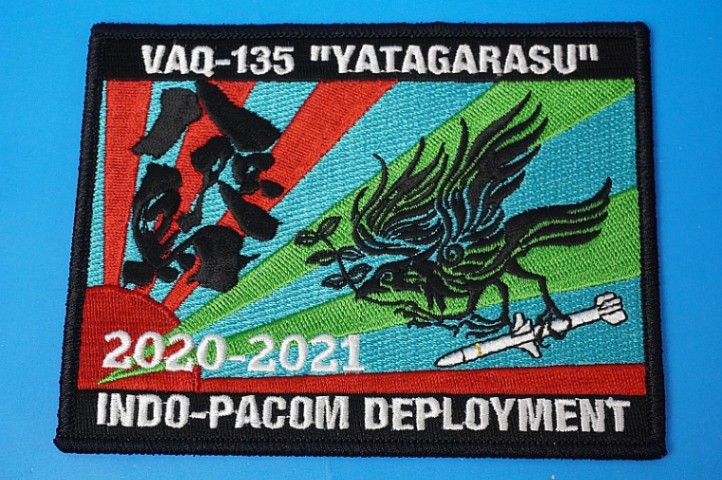 VAQ-135 "YATAGARASU"
2020-2021
INDO-PACOM DEPLOYMENT